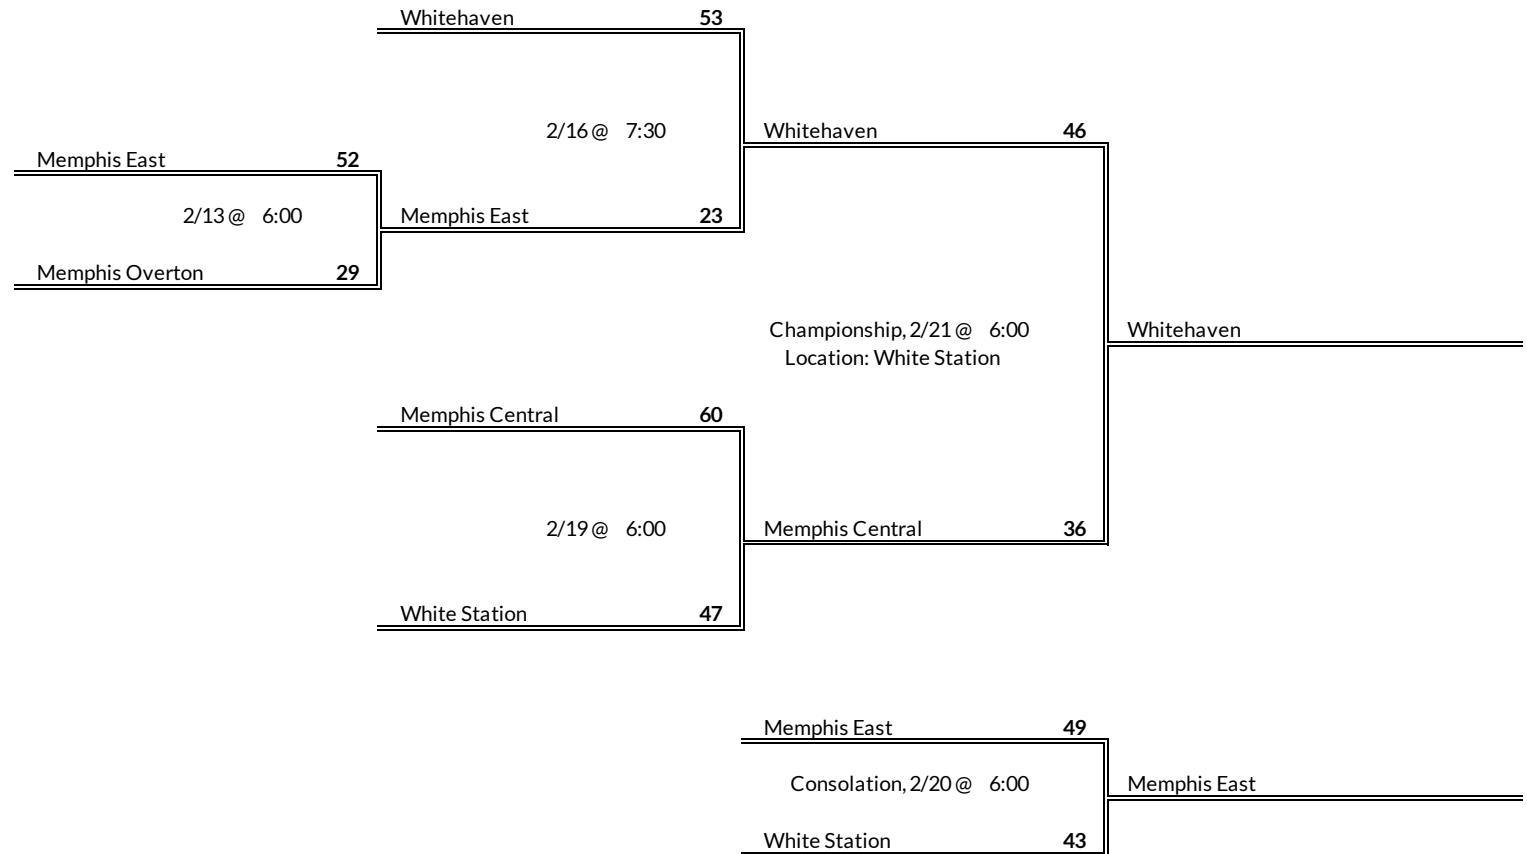 Whitehaven 53
2/16 @ 7:30
Whitehaven 46
Memphis East 52
2/13 @ 6:00
Memphis East 23
Memphis Overton 29
Championship, 2/21 @ 6:00
Whitehaven
Location: White Station
Memphis Central 60
2/19 @ 6:00
Memphis Central 36
White Station 47
Memphis East 49
Consolation, 2/20 @ 6:00
Memphis East
White Station 43